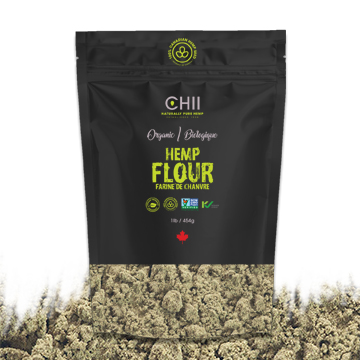 CHII
NATURALLY PURE HEMP
Organic | Biologique
HEMP
FLOUR
FARINE DE CHANVRE
1lb / 454g